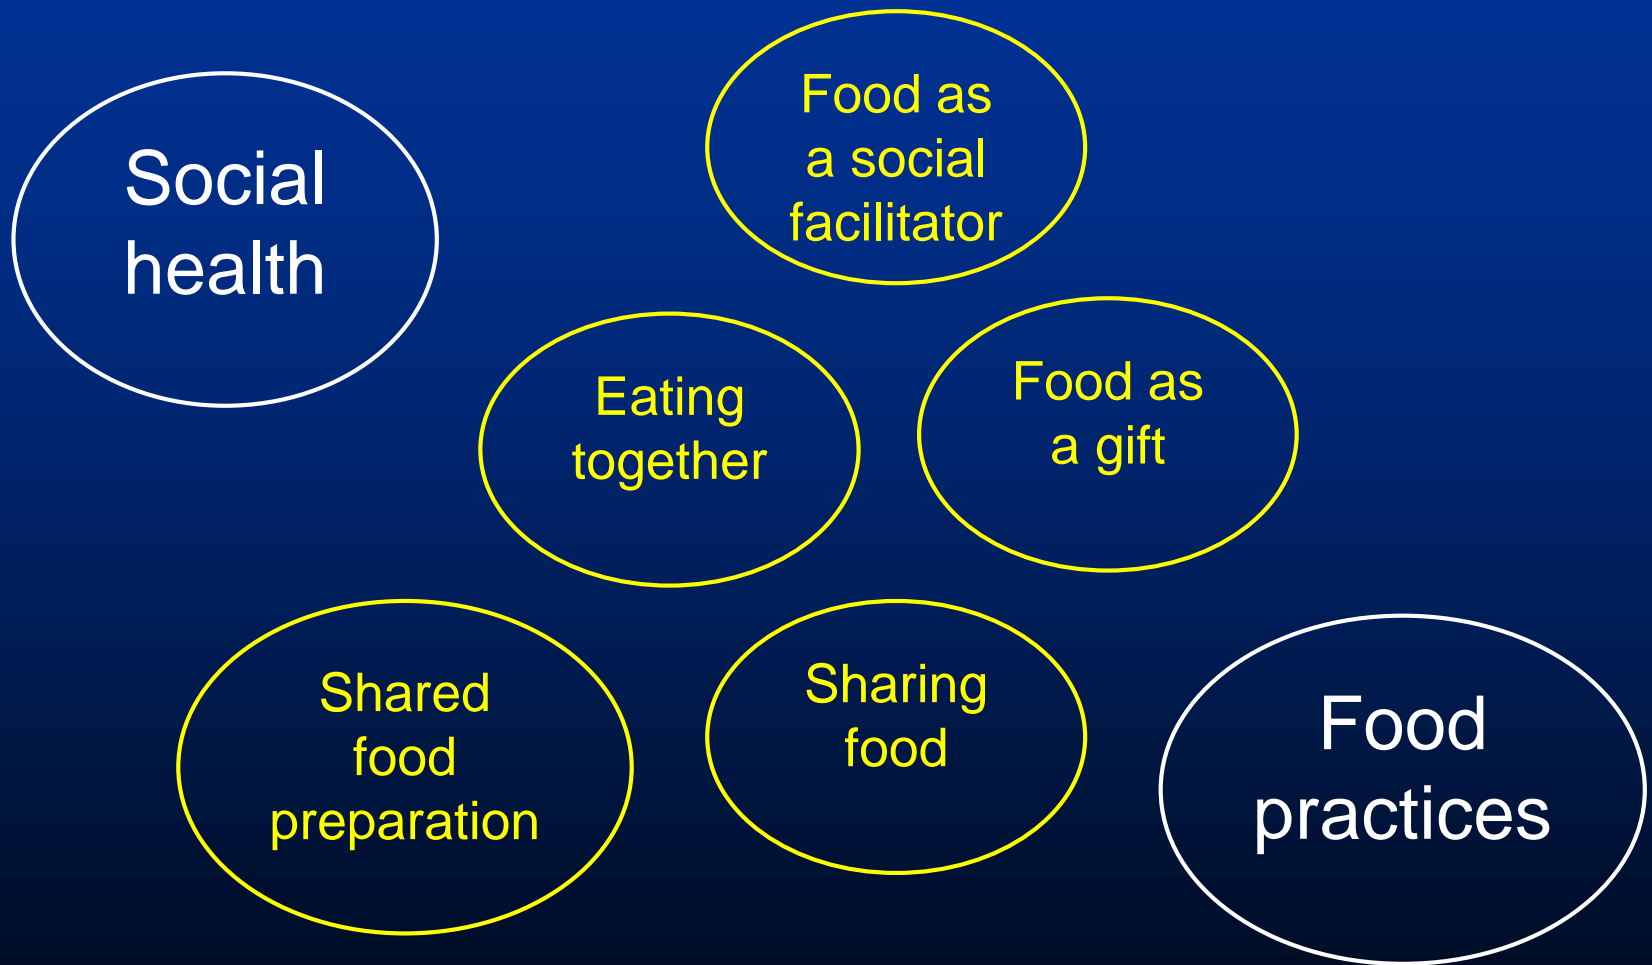 Social
health
Food as
a social
facilitator
Eating
together
Food as
a gift
Shared
food
preparation
Sharing
food
Food
practices